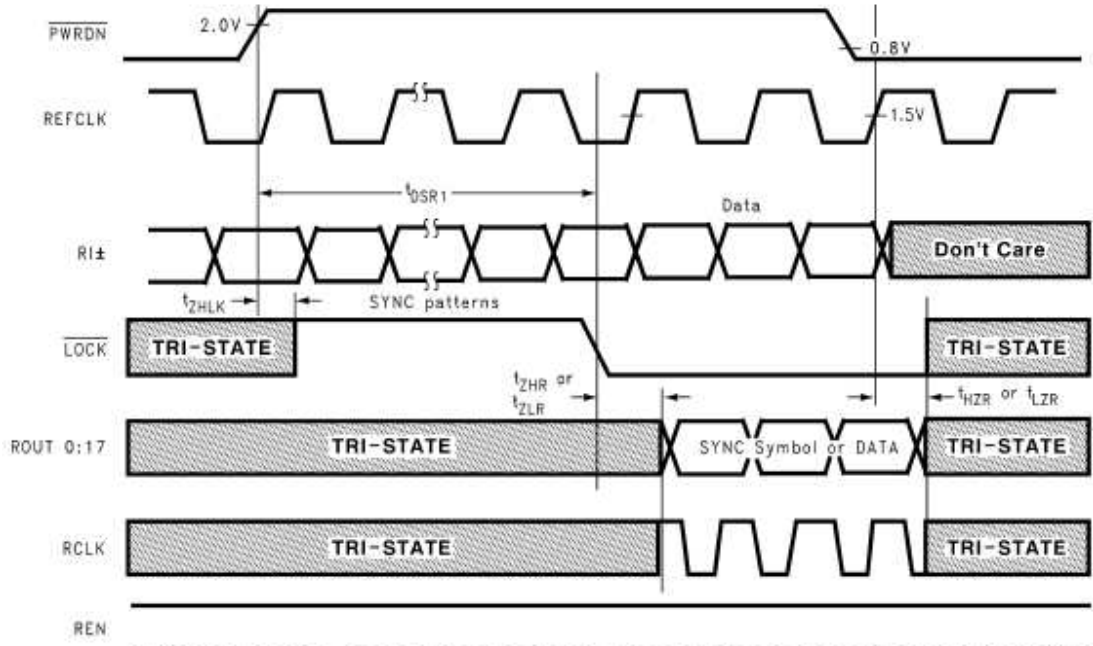 PWRDN
2.0V
0.8V
REFCLK
1.5V
tDSR1
Data
RI±
Don't Care
tZHLK
SYNC patterns
LOCK
TRI-STATE
TRI-STATE
tZHR or
tZLR
tHZR or tLZR
ROUT 0:17
TRI-STATE
SYNC Symbol or DATA
TRI-STATE
RCLK
TRI-STATE
TRI-STATE
REN